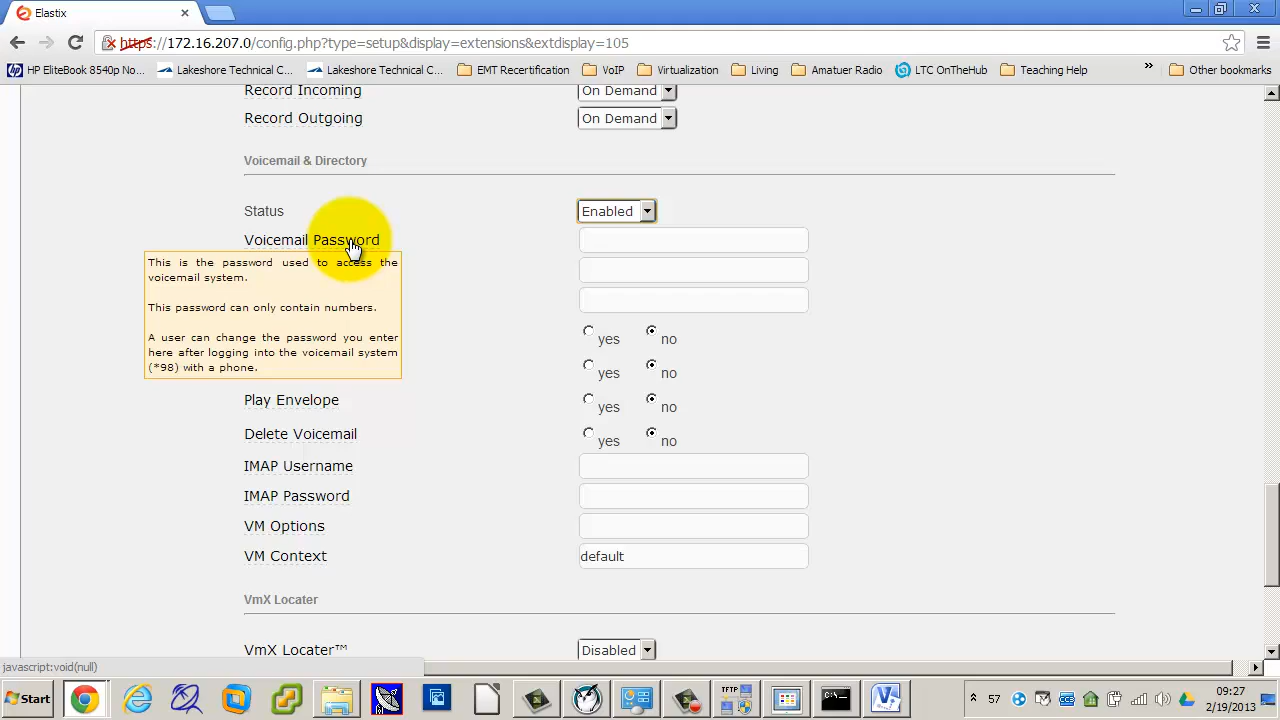 Elastix
https://172.16.207.0/config.php?type=setup&display=extensions&extdisplay=105
HP EliteBook 8540p No...
Lakeshore Technical C...
Lakeshore Technical C...
EMT Recertification
VoIP
Virtualization
Living
Amatuer Radio
LTC OnTheHub
Teaching Help
»
Other bookmarks
Record Incoming
On Demand
Record Outgoing
On Demand
Voicemail & Directory
Status
Enabled
Voicemail Password
This is the password used to access the
voicemail system.
This password can only contain numbers.
A user can change the password you enter
here after logging into the voicemail system
(*98) with a phone.
yes no
yes no
Play Envelope
yes no
Delete Voicemail
yes no
IMAP Username
IMAP Password
VM Options
VM Context
default
VmX Locater
VmX Locater™
Disabled
javascript:void(null)
Start
TFTP
57
09:27
2/19/2013